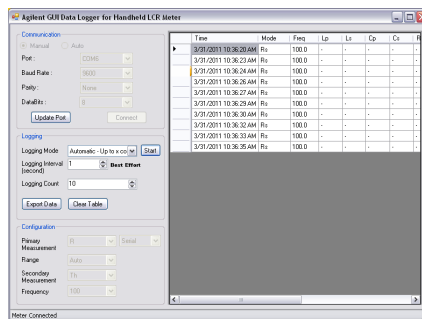 Agilent GUI Data Logger for Handheld LCR Meter
Communication
Manual Auto
Port : COM6
Baud Rate : 9600
Parity : None
DataBits : 8
Update Port Connect
Logging
Logging Mode Automatic - Up to x co Start
Logging Interval (second) 1 Best Effort
Logging Count 10
Export Data Clear Table
Configuration
Primary Measurement R Serial
Range Auto
Secondary Measurement Th
Frequency 100
Time Mode Freq Lp Ls Cp Cs R
3/31/2011 10:36:20 AM Rs 100.0 - - - -
3/31/2011 10:36:23 AM Rs 100.0 - - - -
3/31/2011 10:36:24 AM Rs 100.0 - - - -
3/31/2011 10:36:26 AM Rs 100.0 - - - -
3/31/2011 10:36:27 AM Rs 100.0 - - - -
3/31/2011 10:36:29 AM Rs 100.0 - - - -
3/31/2011 10:36:30 AM Rs 100.0 - - - -
3/31/2011 10:36:32 AM Rs 100.0 - - - -
3/31/2011 10:36:33 AM Rs 100.0 - - - -
3/31/2011 10:36:35 AM Rs 100.0 - - - -
Meter Connected